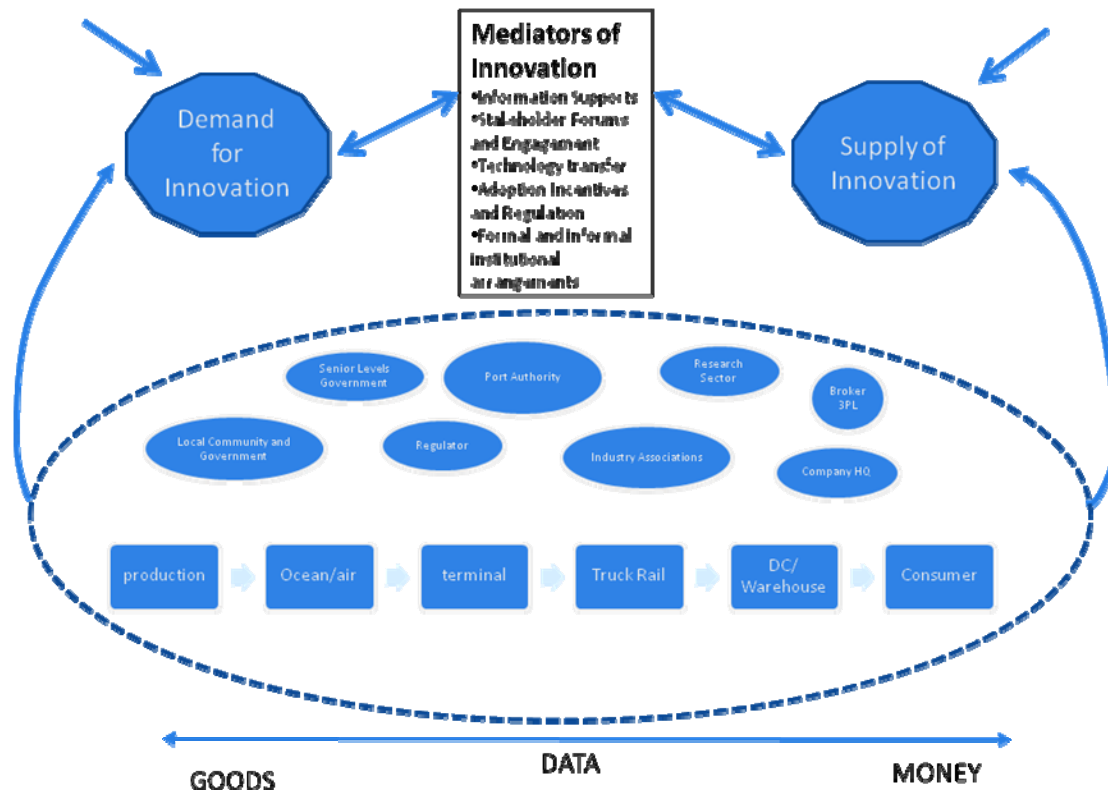 Mediators of
Innovation
•Information Supports
•Stakeholder Forums
and Engagement
•Technology transfer
•Adoption Incentives
and Regulation
•Formal and informal
institutional
arrangements
Demand
for
Innovation
Supply of
Innovation
Senior Levels
Government
Port Authority
Research
Sector
Broker
3PL
Local Community and
Government
Regulator
Industry Associations
Company HQ
production
Ocean/air
terminal
Truck Rail
DC/
Warehouse
Consumer
GOODS
DATA
MONEY